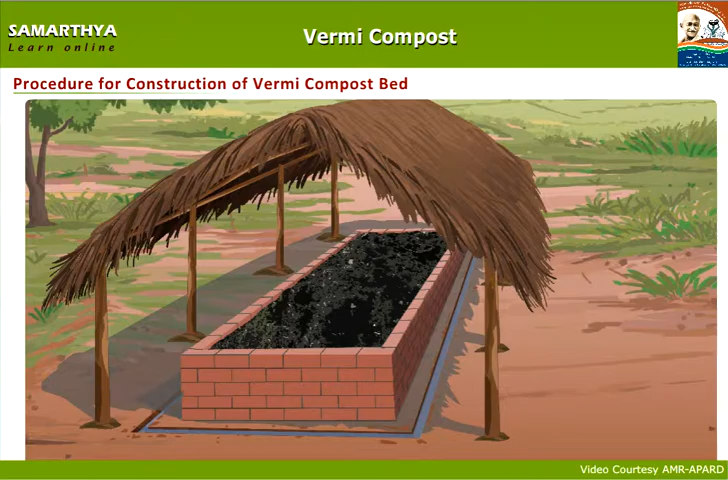 SAMARTHYA
Learn online
Vermi Compost
Procedure for Construction of Vermi Compost Bed
Video Courtesy AMR-APARD